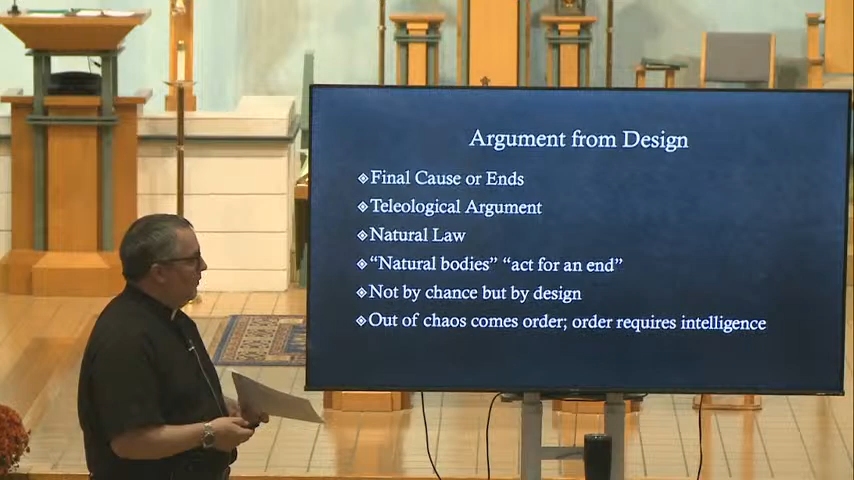 Argument from Design
Final Cause or Ends
Teleological Argument
Natural Law
“Natural bodies” “act for an end”
Not by chance but by design
Out of chaos comes order; order requires intelligence